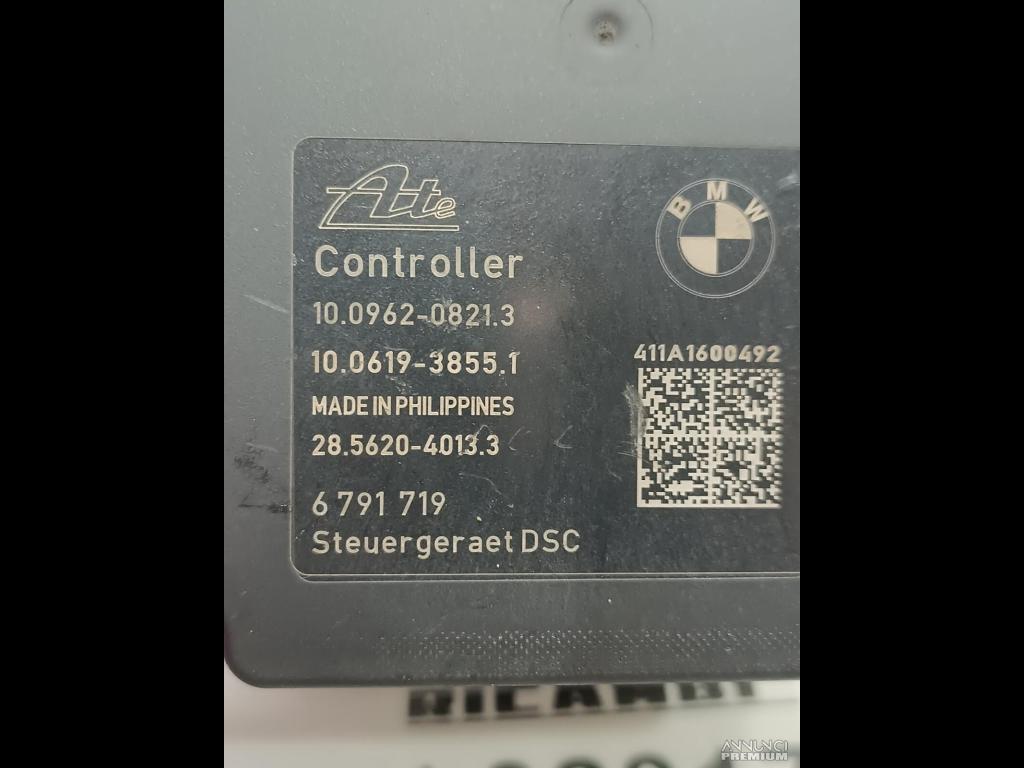 Ate
BMW
Controller
10.0962-0821.3
10.0619-3855.1
411A1600492
MADE IN PHILIPPINES
28.5620-4013.3
6 791 719
Steuergeraet DSC
RICAMBI
ANNUNCI
PREMIUM